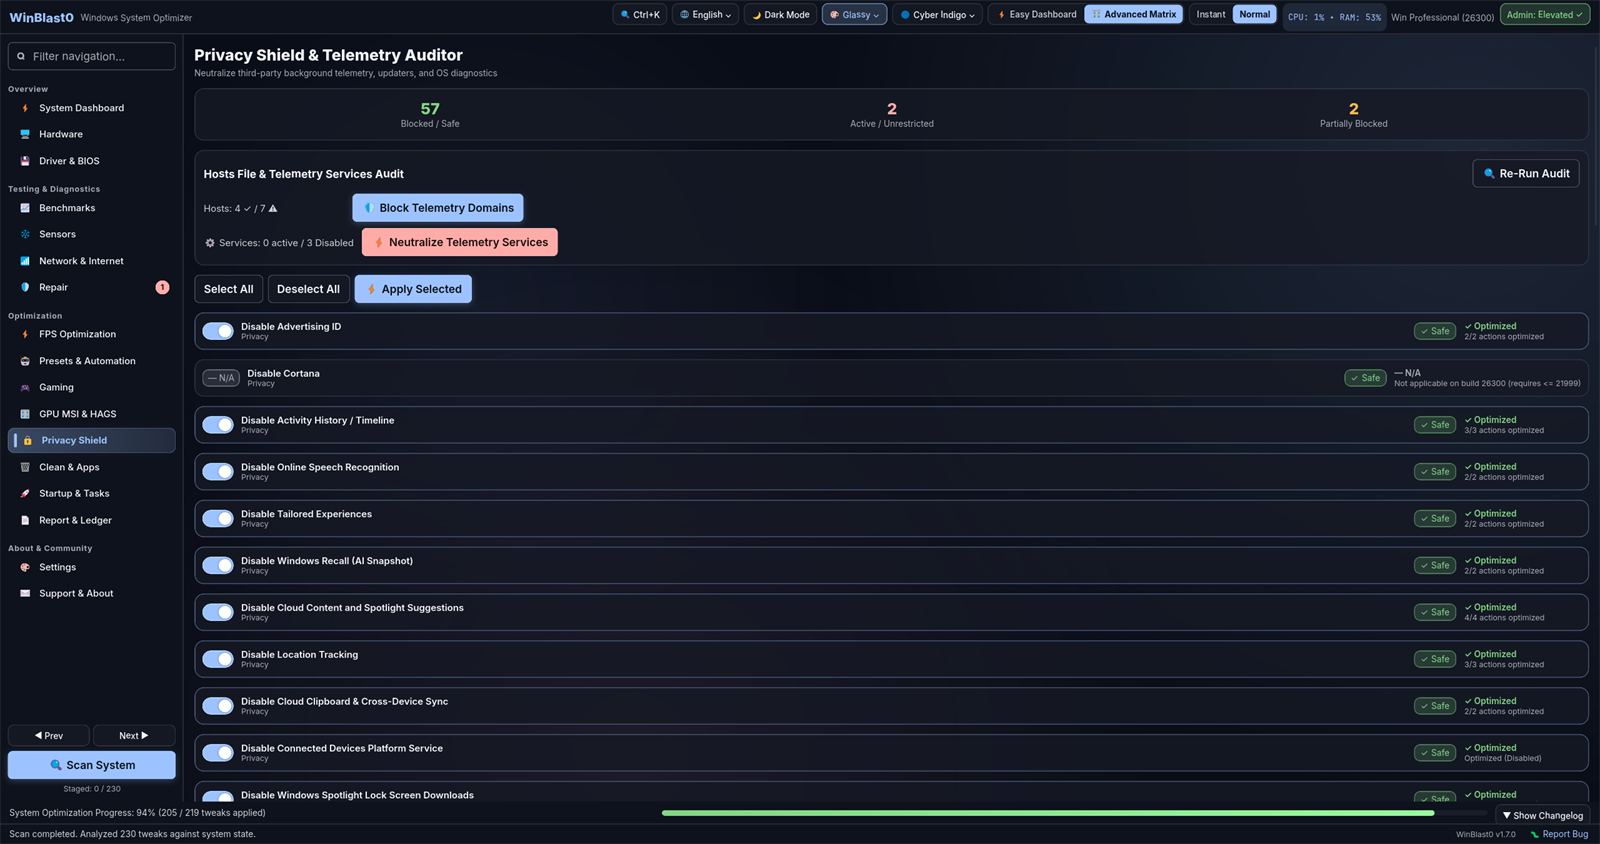 WinBlast0 Windows System Optimizer
Ctrl+K
English
Dark Mode
Glassy
Cyber Indigo
Easy Dashboard
Advanced Matrix
Instant
Normal
CPU: 1% • RAM: 53%
Win Professional (26300)
Admin: Elevated ✓
Filter navigation...
Overview
System Dashboard
Hardware
Driver & BIOS
Testing & Diagnostics
Benchmarks
Sensors
Network & Internet
Repair 1
Optimization
FPS Optimization
Presets & Automation
Gaming
GPU MSI & HAGS
Privacy Shield
Clean & Apps
Startup & Tasks
Report & Ledger
About & Community
Settings
Support & About
◀ Prev
Next ▶
Scan System
Staged: 0 / 230
Privacy Shield & Telemetry Auditor
Neutralize third-party background telemetry, updaters, and OS diagnostics
57
Blocked / Safe
2
Active / Unrestricted
2
Partially Blocked
Hosts File & Telemetry Services Audit
Re-Run Audit
Hosts: 4 ✓ / 7 ⚠
Block Telemetry Domains
Services: 0 active / 3 Disabled
Neutralize Telemetry Services
Select All
Deselect All
Apply Selected
Disable Advertising ID
Privacy
✓ Safe
✓ Optimized
2/2 actions optimized
— N/A
Disable Cortana
Privacy
✓ Safe
— N/A
Not applicable on build 26300 (requires <= 21999)
Disable Activity History / Timeline
Privacy
✓ Safe
✓ Optimized
3/3 actions optimized
Disable Online Speech Recognition
Privacy
✓ Safe
✓ Optimized
2/2 actions optimized
Disable Tailored Experiences
Privacy
✓ Safe
✓ Optimized
2/2 actions optimized
Disable Windows Recall (AI Snapshot)
Privacy
✓ Safe
✓ Optimized
2/2 actions optimized
Disable Cloud Content and Spotlight Suggestions
Privacy
✓ Safe
✓ Optimized
4/4 actions optimized
Disable Location Tracking
Privacy
✓ Safe
✓ Optimized
3/3 actions optimized
Disable Cloud Clipboard & Cross-Device Sync
Privacy
✓ Safe
✓ Optimized
2/2 actions optimized
Disable Connected Devices Platform Service
Privacy
✓ Safe
✓ Optimized
Optimized (Disabled)
Disable Windows Spotlight Lock Screen Downloads
✓ Safe
✓ Optimized
System Optimization Progress: 94% (205 / 219 tweaks applied)
▼ Show Changelog
Scan completed. Analyzed 230 tweaks against system state.
WinBlast0 v1.7.0
Report Bug